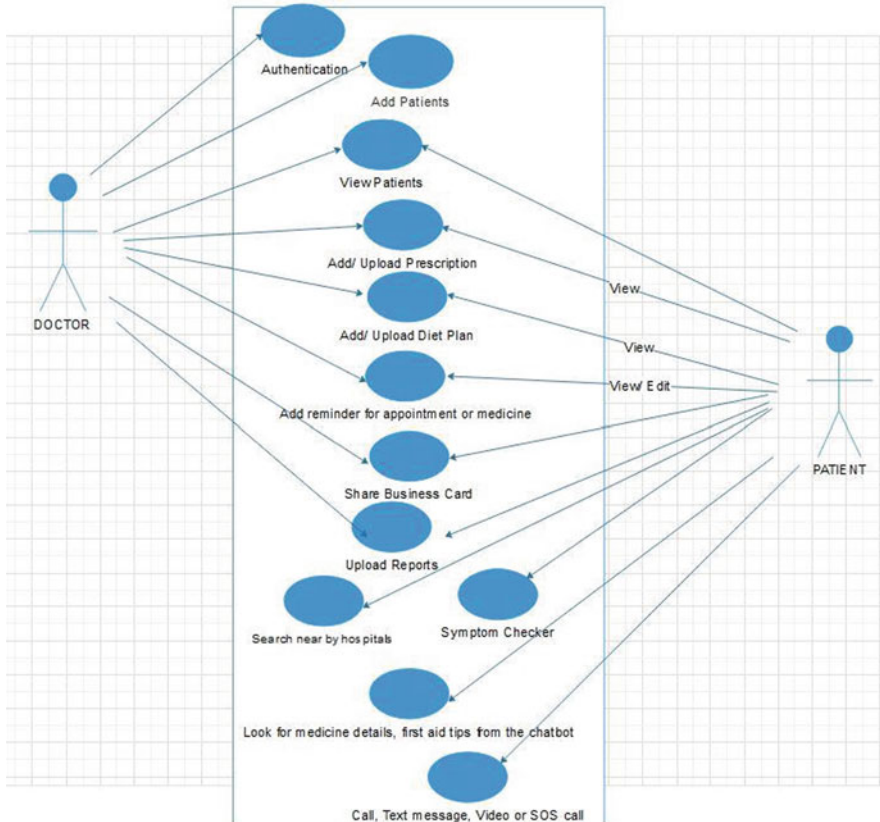 Authentication
Add Patients
View Patients
Add/ Upload Prescription
View
DOCTOR
Add/ Upload Diet Plan
View
View/ Edit
Add reminder for appointment or medicine
PATIENT
Share Business Card
Upload Reports
Search near by hospitals
Symptom Checker
Look for medicine details, first aid tips from the chatbot
Call, Text message, Video or SOS call